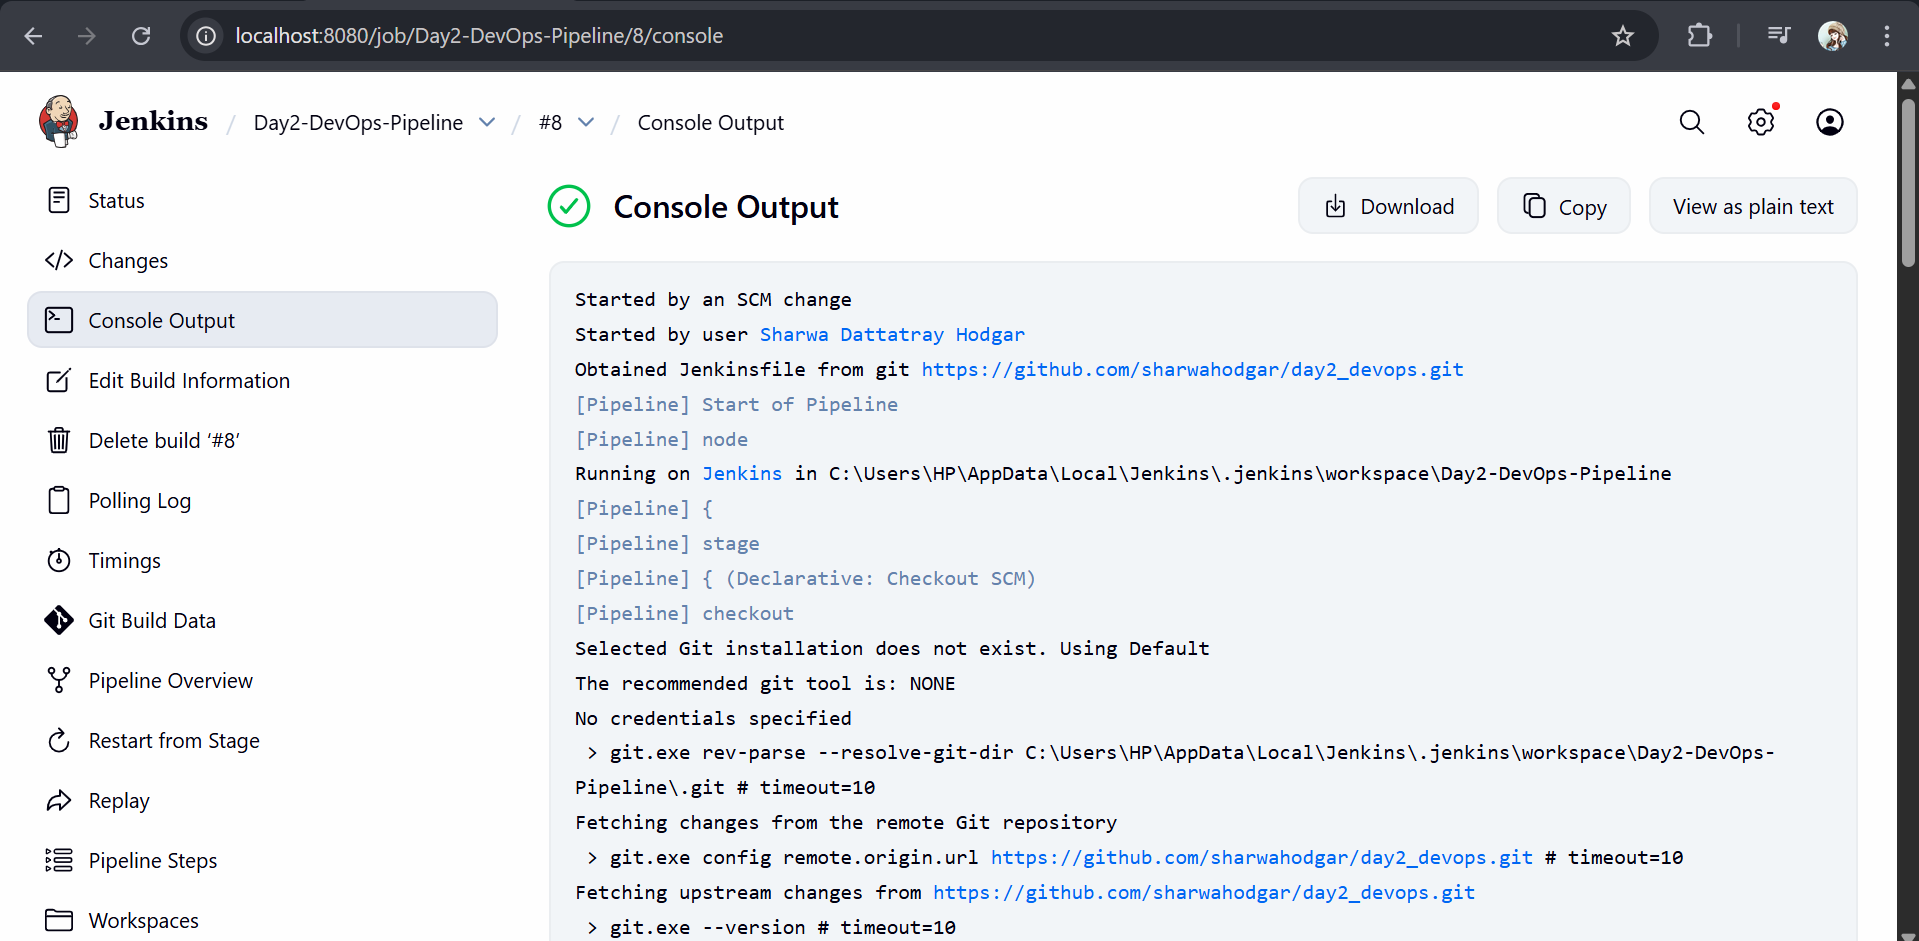 localhost:8080/job/Day2-DevOps-Pipeline/8/console
Jenkins / Day2-DevOps-Pipeline / #8 / Console Output
Status
Changes
Console Output
Edit Build Information
Delete build ‘#8’
Polling Log
Timings
Git Build Data
Pipeline Overview
Restart from Stage
Replay
Pipeline Steps
Workspaces
Console Output
Download
Copy
View as plain text
Started by an SCM change
Started by user Sharwa Dattatray Hodgar
Obtained Jenkinsfile from git https://github.com/sharwahodgar/day2_devops.git
[Pipeline] Start of Pipeline
[Pipeline] node
Running on Jenkins in C:\Users\HP\AppData\Local\Jenkins\.jenkins\workspace\Day2-DevOps-Pipeline
[Pipeline] {
[Pipeline] stage
[Pipeline] { (Declarative: Checkout SCM)
[Pipeline] checkout
Selected Git installation does not exist. Using Default
The recommended git tool is: NONE
No credentials specified
> git.exe rev-parse --resolve-git-dir C:\Users\HP\AppData\Local\Jenkins\.jenkins\workspace\Day2-DevOps-
Pipeline\.git # timeout=10
Fetching changes from the remote Git repository
> git.exe config remote.origin.url https://github.com/sharwahodgar/day2_devops.git # timeout=10
Fetching upstream changes from https://github.com/sharwahodgar/day2_devops.git
> git.exe --version # timeout=10